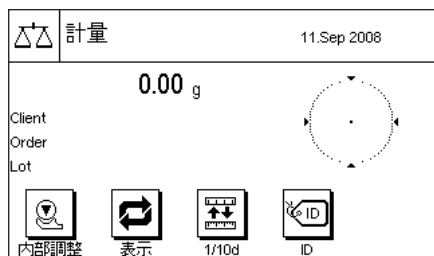 計量
11.Sep 2008
0.00 g
Client
Order
Lot
ID
内部調整 表示 1/10d ID